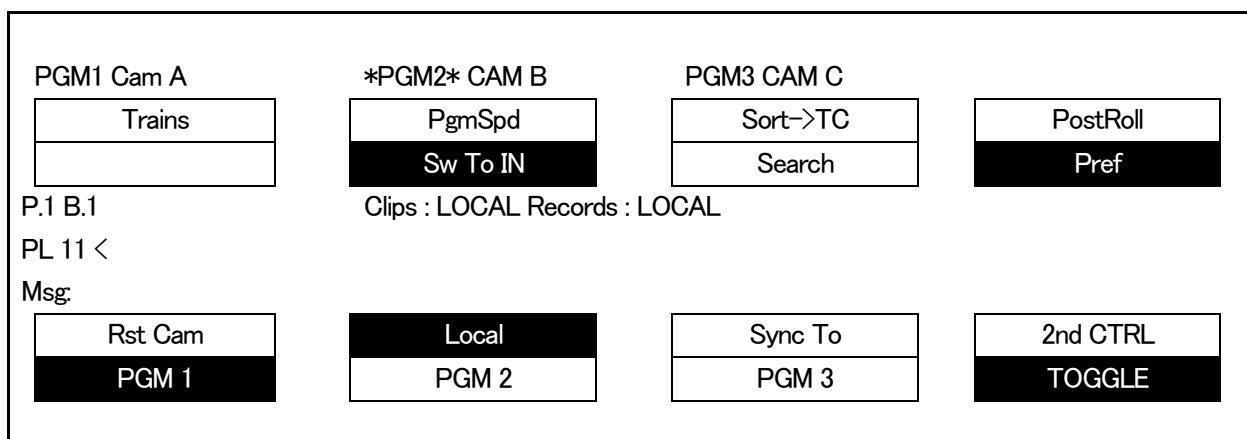 PGM1 Cam A *PGM2* CAM B PGM3 CAM C
Trains PgmSpd Sort->TC PostRoll
Sw To IN Search Pref
P.1 B.1 Clips : LOCAL Records : LOCAL
PL 11 <
Msg:
Rst Cam Local Sync To 2nd CTRL
PGM 1 PGM 2 PGM 3 TOGGLE